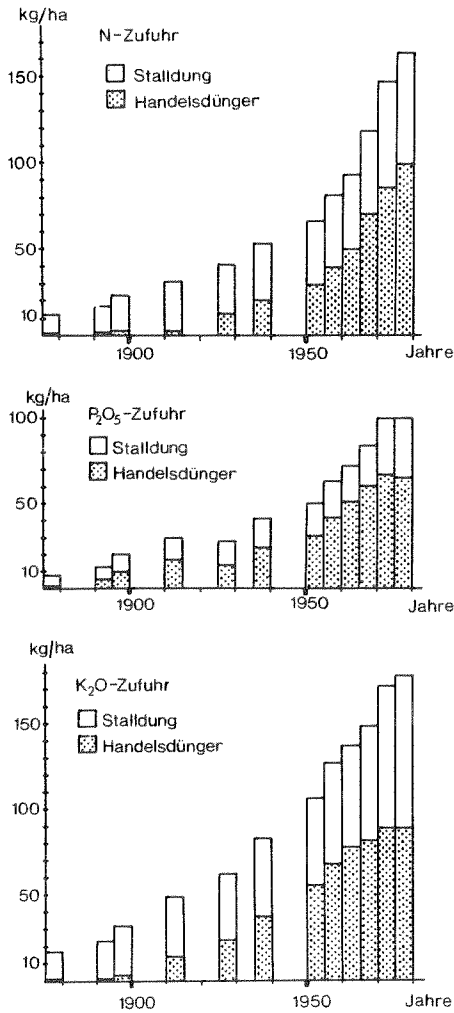 kg/ha
N-Zufuhr
Stalldung
Handelsdünger
150
100
50
10
1900
1950
Jahre
kg/ha
P₂O₅-Zufuhr
Stalldung
Handelsdünger
100
50
10
1900
1950
Jahre
kg/ha
K₂O-Zufuhr
Stalldung
Handelsdünger
150
100
50
10
1900
1950
Jahre